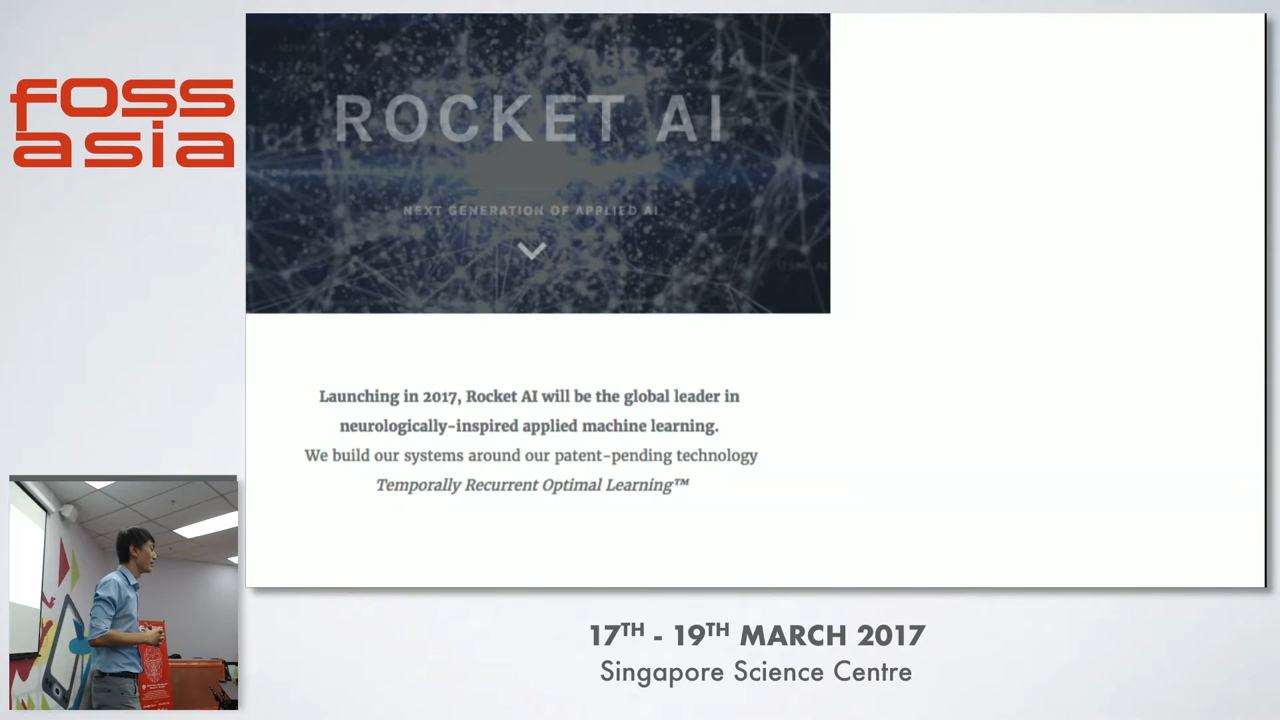 foss
asia
ROCKET AI
NEXT GENERATION OF APPLIED AI
Launching in 2017, Rocket AI will be the global leader in
neurologically-inspired applied machine learning.
We build our systems around our patent-pending technology
Temporally Recurrent Optimal Learning™
17TH - 19TH MARCH 2017
Singapore Science Centre